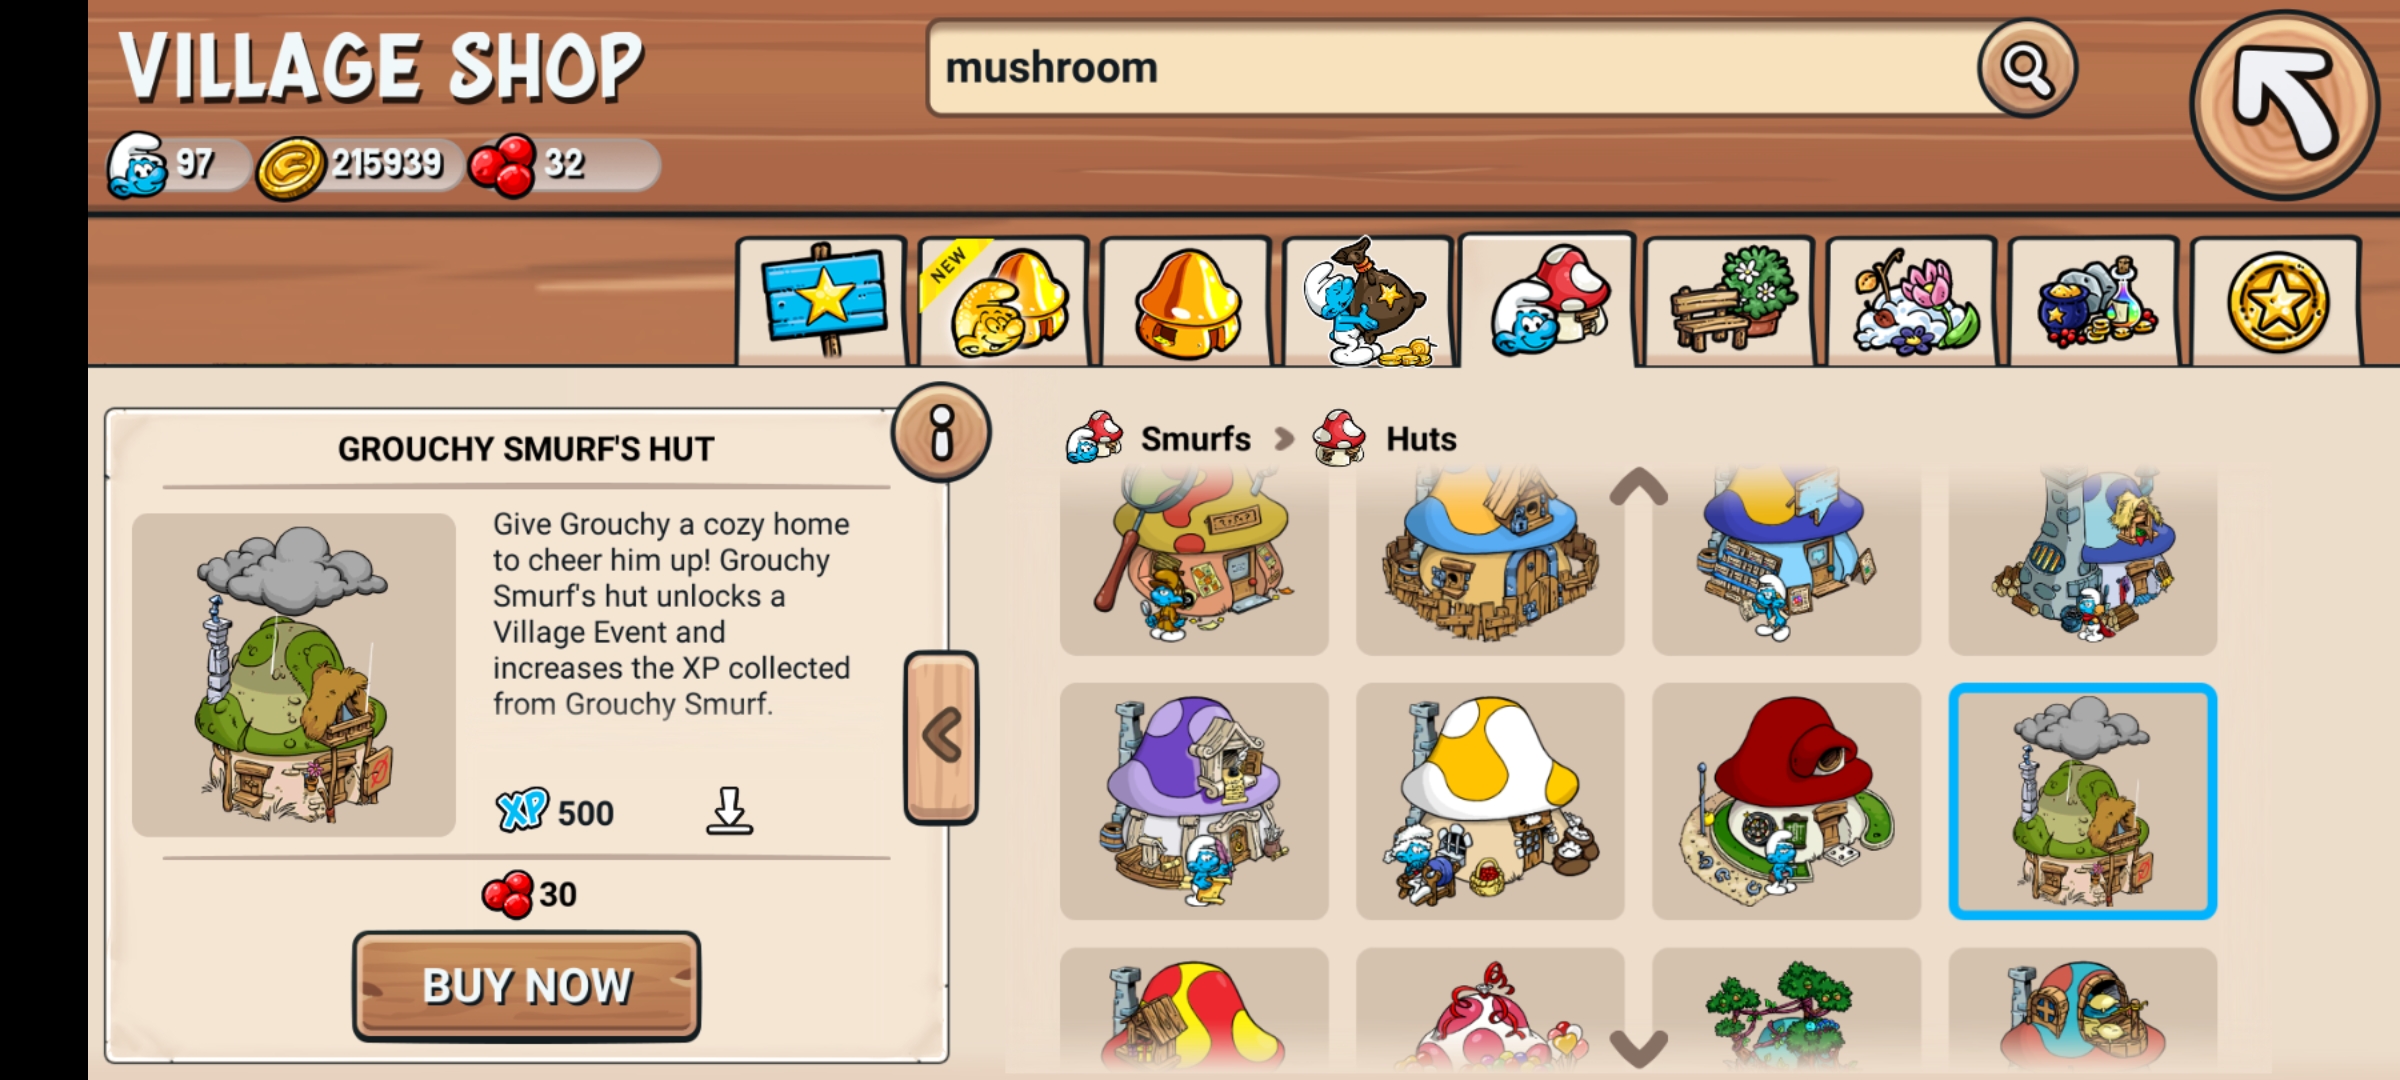 VILLAGE SHOP
mushroom
97
215939
32
NEW
GROUCHY SMURF'S HUT
Give Grouchy a cozy home
to cheer him up! Grouchy
Smurf's hut unlocks a
Village Event and
increases the XP collected
from Grouchy Smurf.
XP 500
30
BUY NOW
Smurfs > Huts